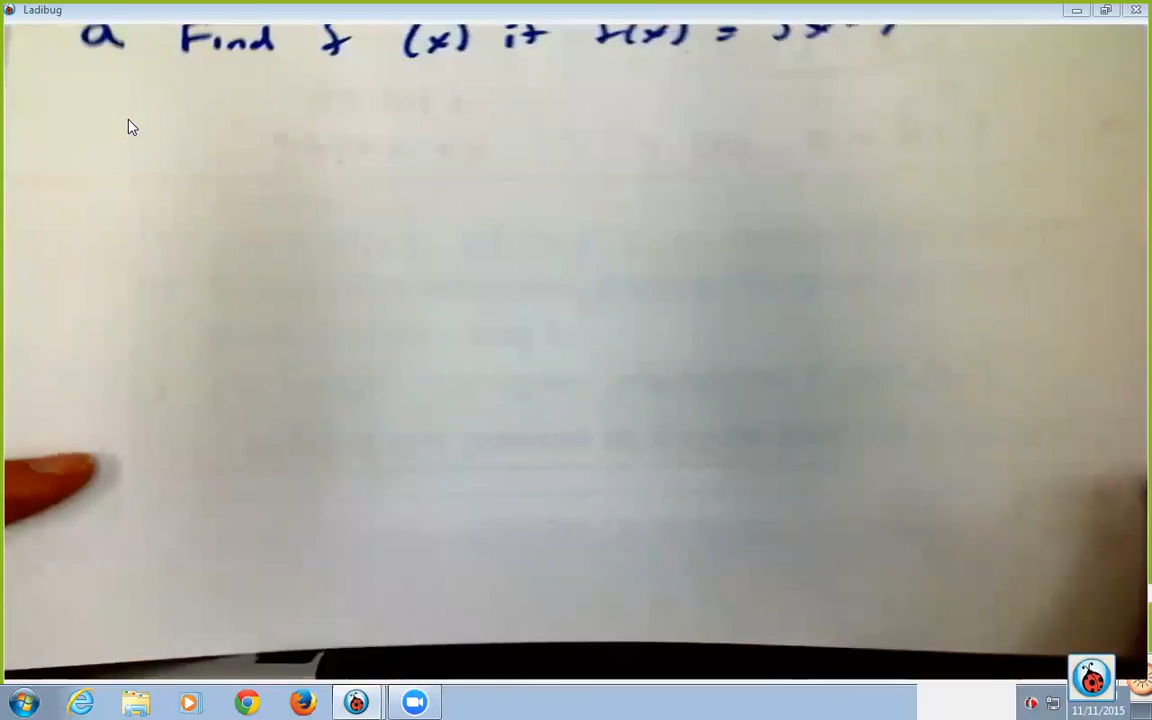 Ladibug
a Find f (x) if f(x) =
11/11/2015